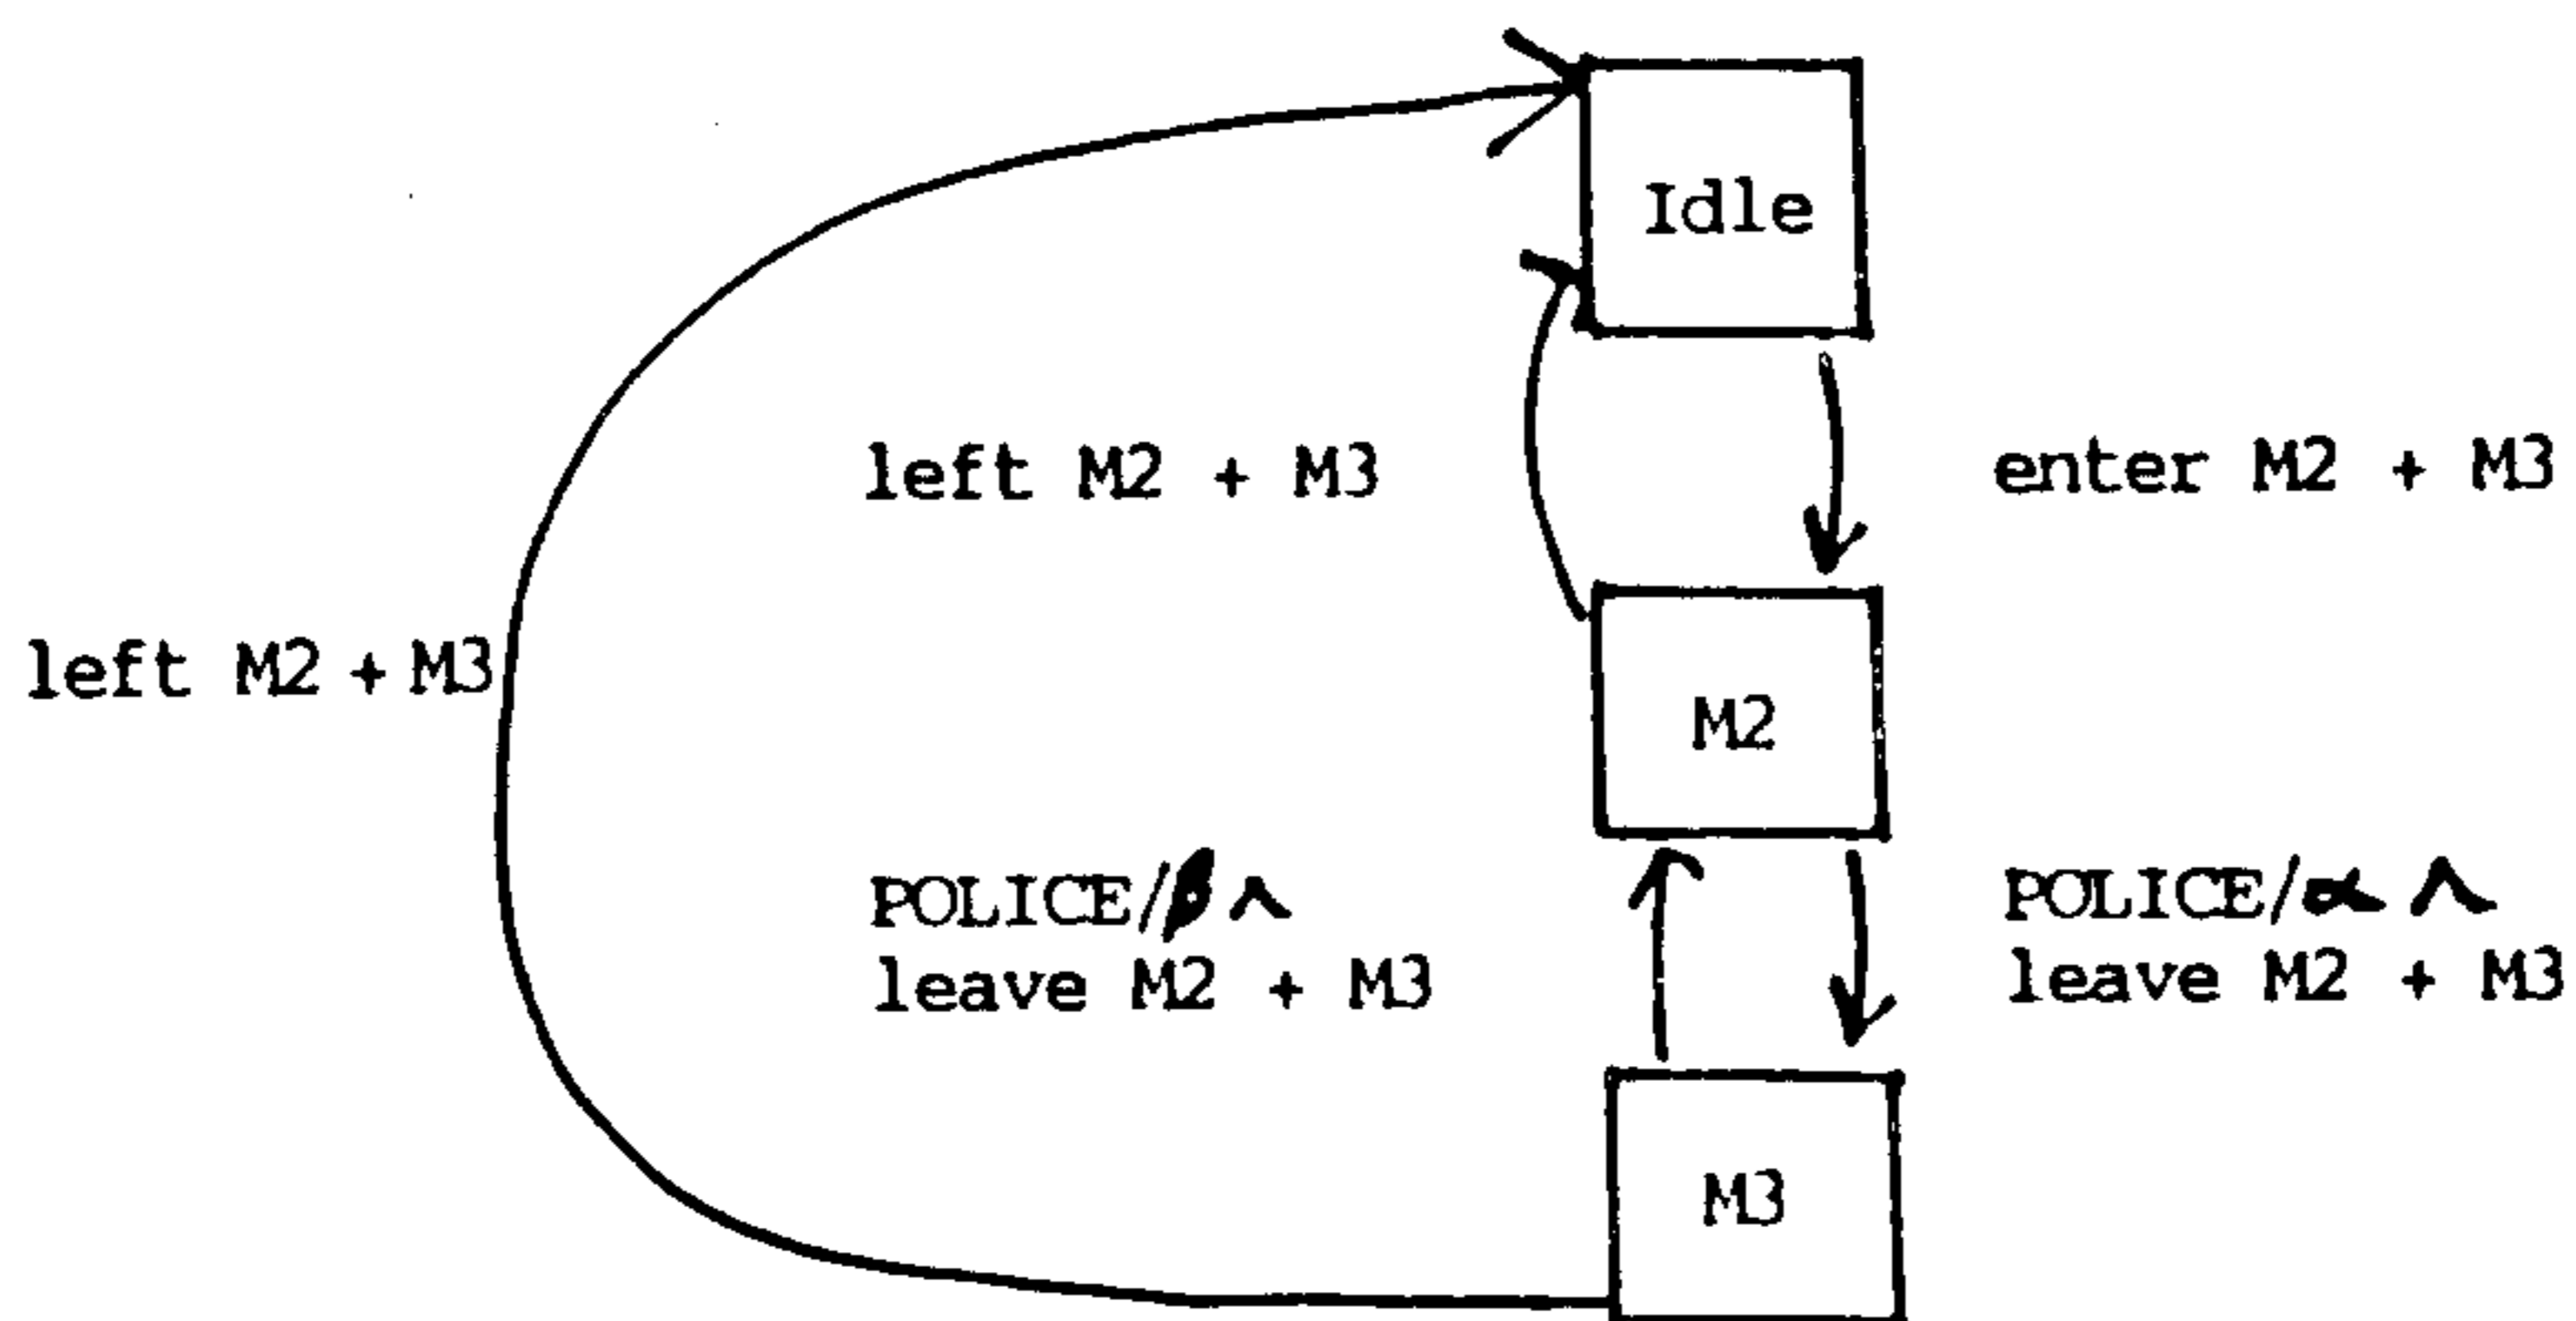 Idle
left M2 + M3
enter M2 + M3
left M2 + M3
M2
POLICE/β ∧
leave M2 + M3
POLICE/α ∧
leave M2 + M3
M3